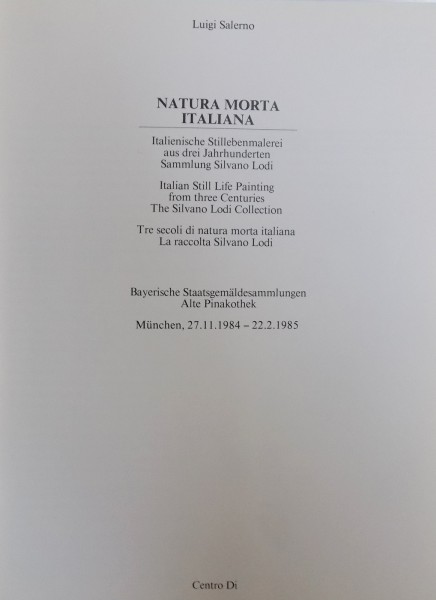 Luigi Salerno
NATURA MORTA
ITALIANA
Italienische Stillebenmalerei
aus drei Jahrhunderten
Sammlung Silvano Lodi
Italian Still Life Painting
from three Centuries
The Silvano Lodi Collection
Tre secoli di natura morta italiana
La raccolta Silvano Lodi
Bayerische Staatsgemäldesammlungen
Alte Pinakothek
München, 27.11.1984 – 22.2.1985
Centro Di